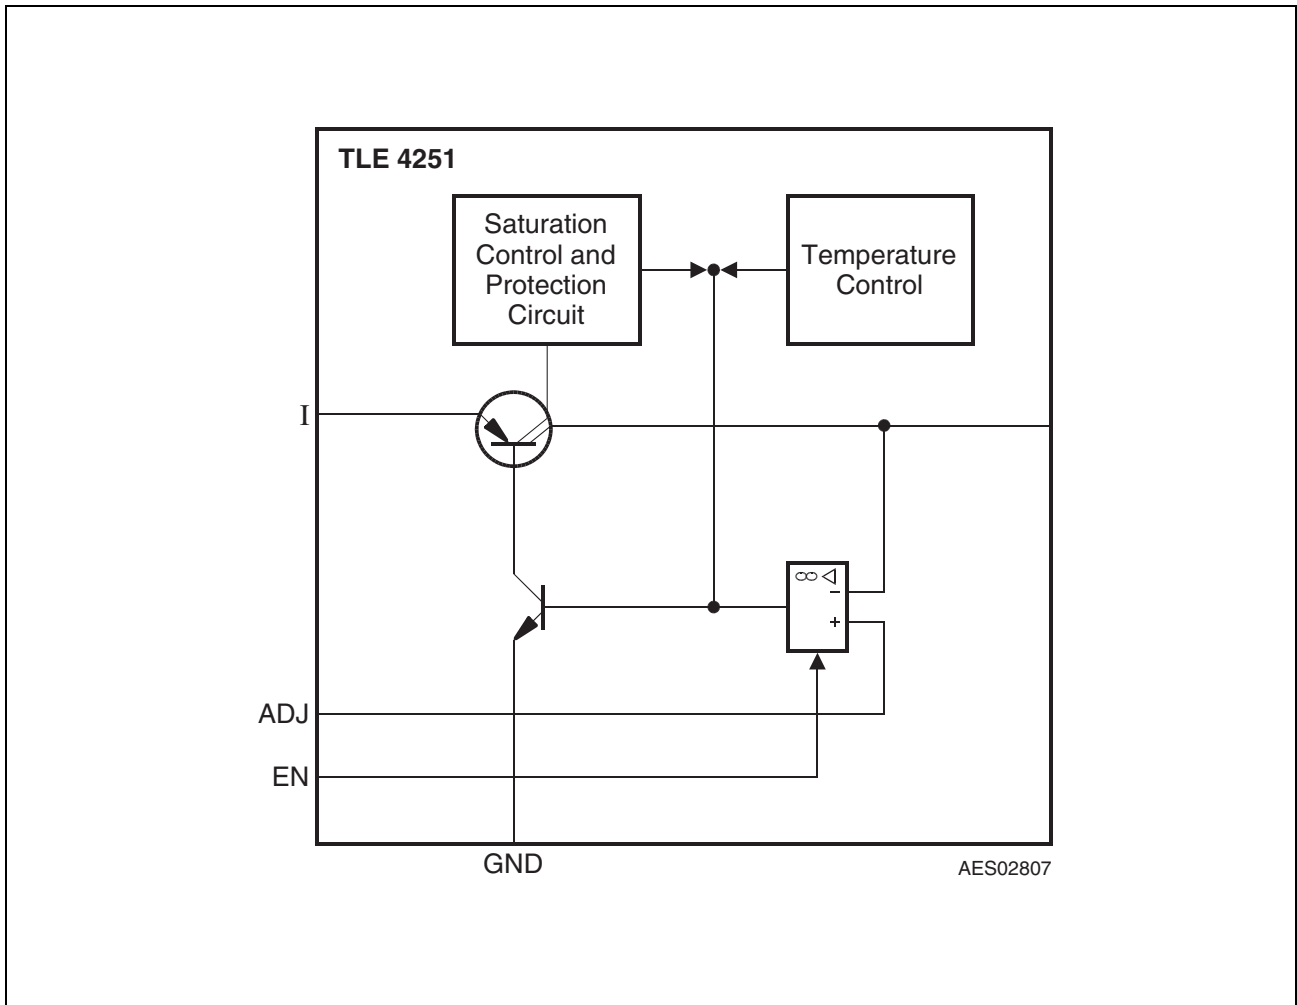 TLE 4251
Saturation
Control and
Protection
Circuit
Temperature
Control
I
∞ ◁
−
+
ADJ
EN
GND
AES02807